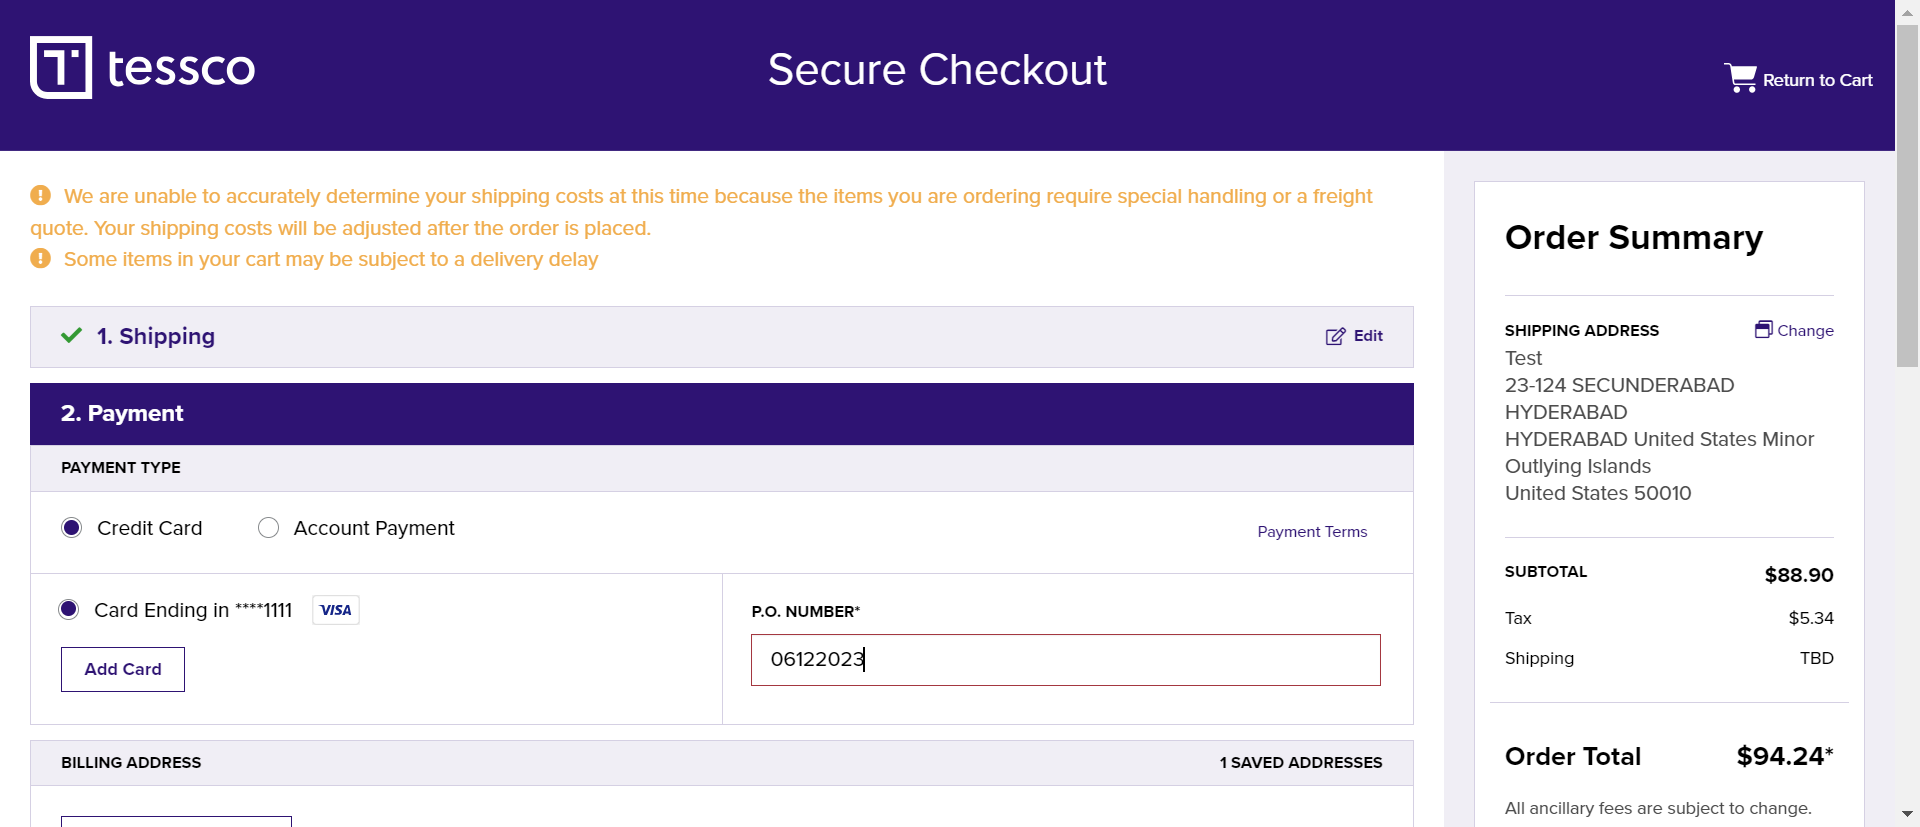 tessco
Secure Checkout
Return to Cart
We are unable to accurately determine your shipping costs at this time because the items you are ordering require special handling or a freight
quote. Your shipping costs will be adjusted after the order is placed.
Some items in your cart may be subject to a delivery delay
1. Shipping
Edit
2. Payment
PAYMENT TYPE
Credit Card
Account Payment
Payment Terms
Card Ending in ****1111
VISA
Add Card
P.O. NUMBER*
06122023
BILLING ADDRESS
1 SAVED ADDRESSES
Order Summary
SHIPPING ADDRESS
Change
Test
23-124 SECUNDERABAD
HYDERABAD
HYDERABAD United States Minor
Outlying Islands
United States 50010
SUBTOTAL $88.90
Tax $5.34
Shipping TBD
Order Total $94.24*
All ancillary fees are subject to change.